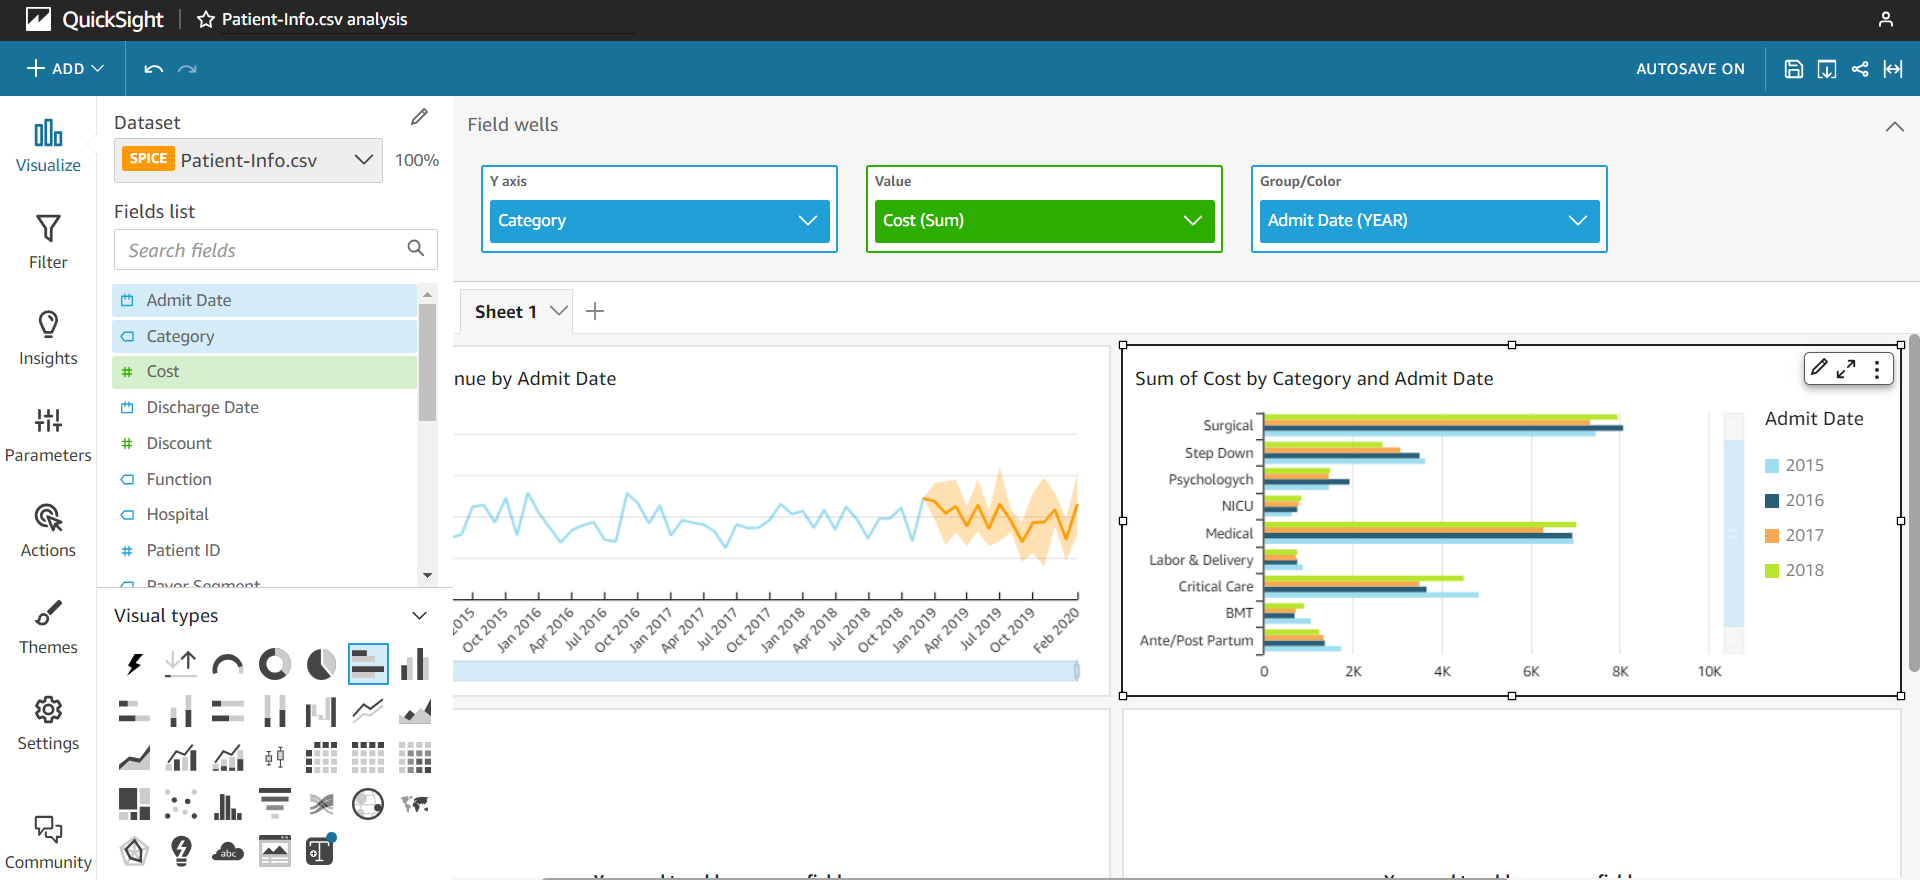 QuickSight
Patient-Info.csv analysis
ADD
AUTOSAVE ON
Visualize
Filter
Insights
Parameters
Actions
Themes
Settings
Community
Dataset
SPICE Patient-Info.csv 100%
Fields list
Search fields
Admit Date
Category
Cost
Discharge Date
Discount
Function
Hospital
Patient ID
Payor Segment
Visual types
abc
Field wells
Y axis
Category
Value
Cost (Sum)
Group/Color
Admit Date (YEAR)
Sheet 1
nue by Admit Date
2015 Oct 2015 Jan 2016 Apr 2016 Jul 2016 Oct 2016 Jan 2017 Apr 2017 Jul 2017 Oct 2017 Jan 2018 Apr 2018 Jul 2018 Oct 2018 Jan 2019 Apr 2019 Jul 2019 Oct 2019 Feb 2020
Sum of Cost by Category and Admit Date
Surgical
Step Down
Psychologych
NICU
Medical
Labor & Delivery
Critical Care
BMT
Ante/Post Partum
0 2K 4K 6K 8K 10K
Admit Date
2015
2016
2017
2018